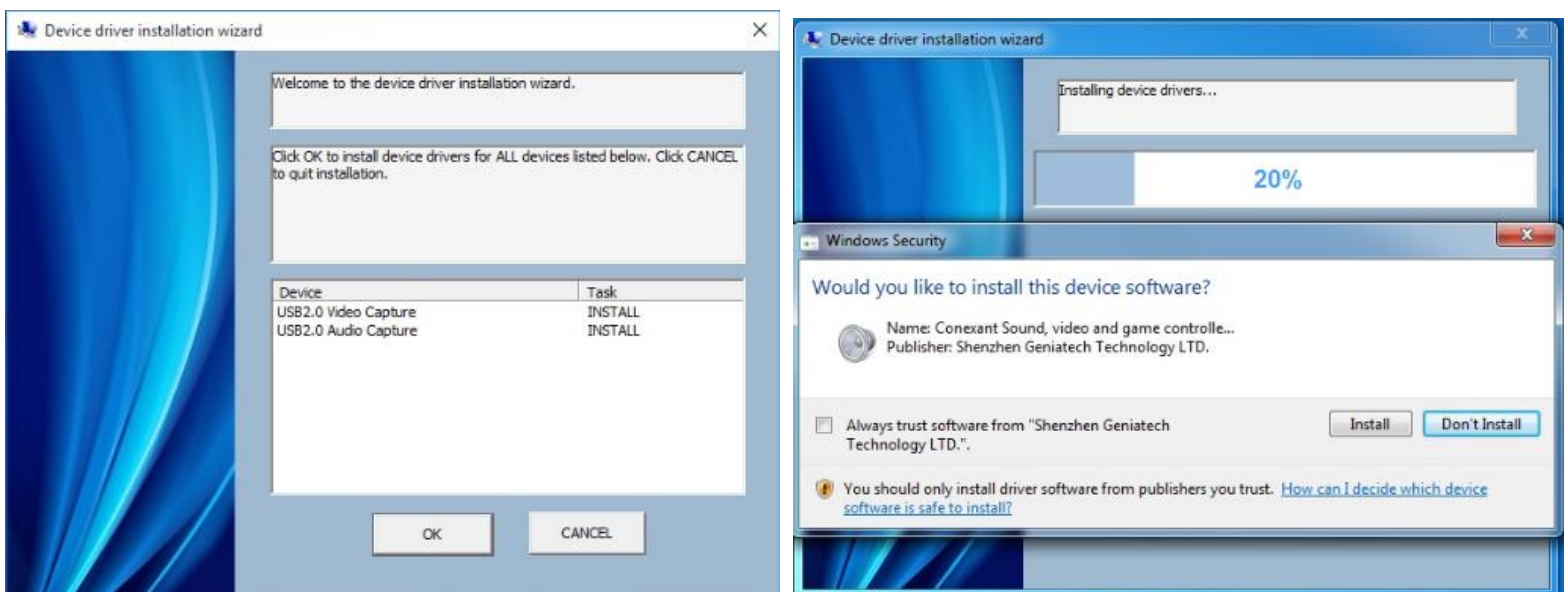 Device driver installation wizard
Welcome to the device driver installation wizard.
Click OK to install device drivers for ALL devices listed below. Click CANCEL
to quit installation.
Device Task
USB2.0 Video Capture INSTALL
USB2.0 Audio Capture INSTALL
OK CANCEL
Device driver installation wizard
Installing device drivers...
20%
Windows Security
Would you like to install this device software?
Name: Conexant Sound, video and game controlle...
Publisher: Shenzhen Geniatech Technology LTD.
Always trust software from "Shenzhen Geniatech
Technology LTD.".
Install Don't Install
You should only install driver software from publishers you trust. How can I decide which device
software is safe to install?